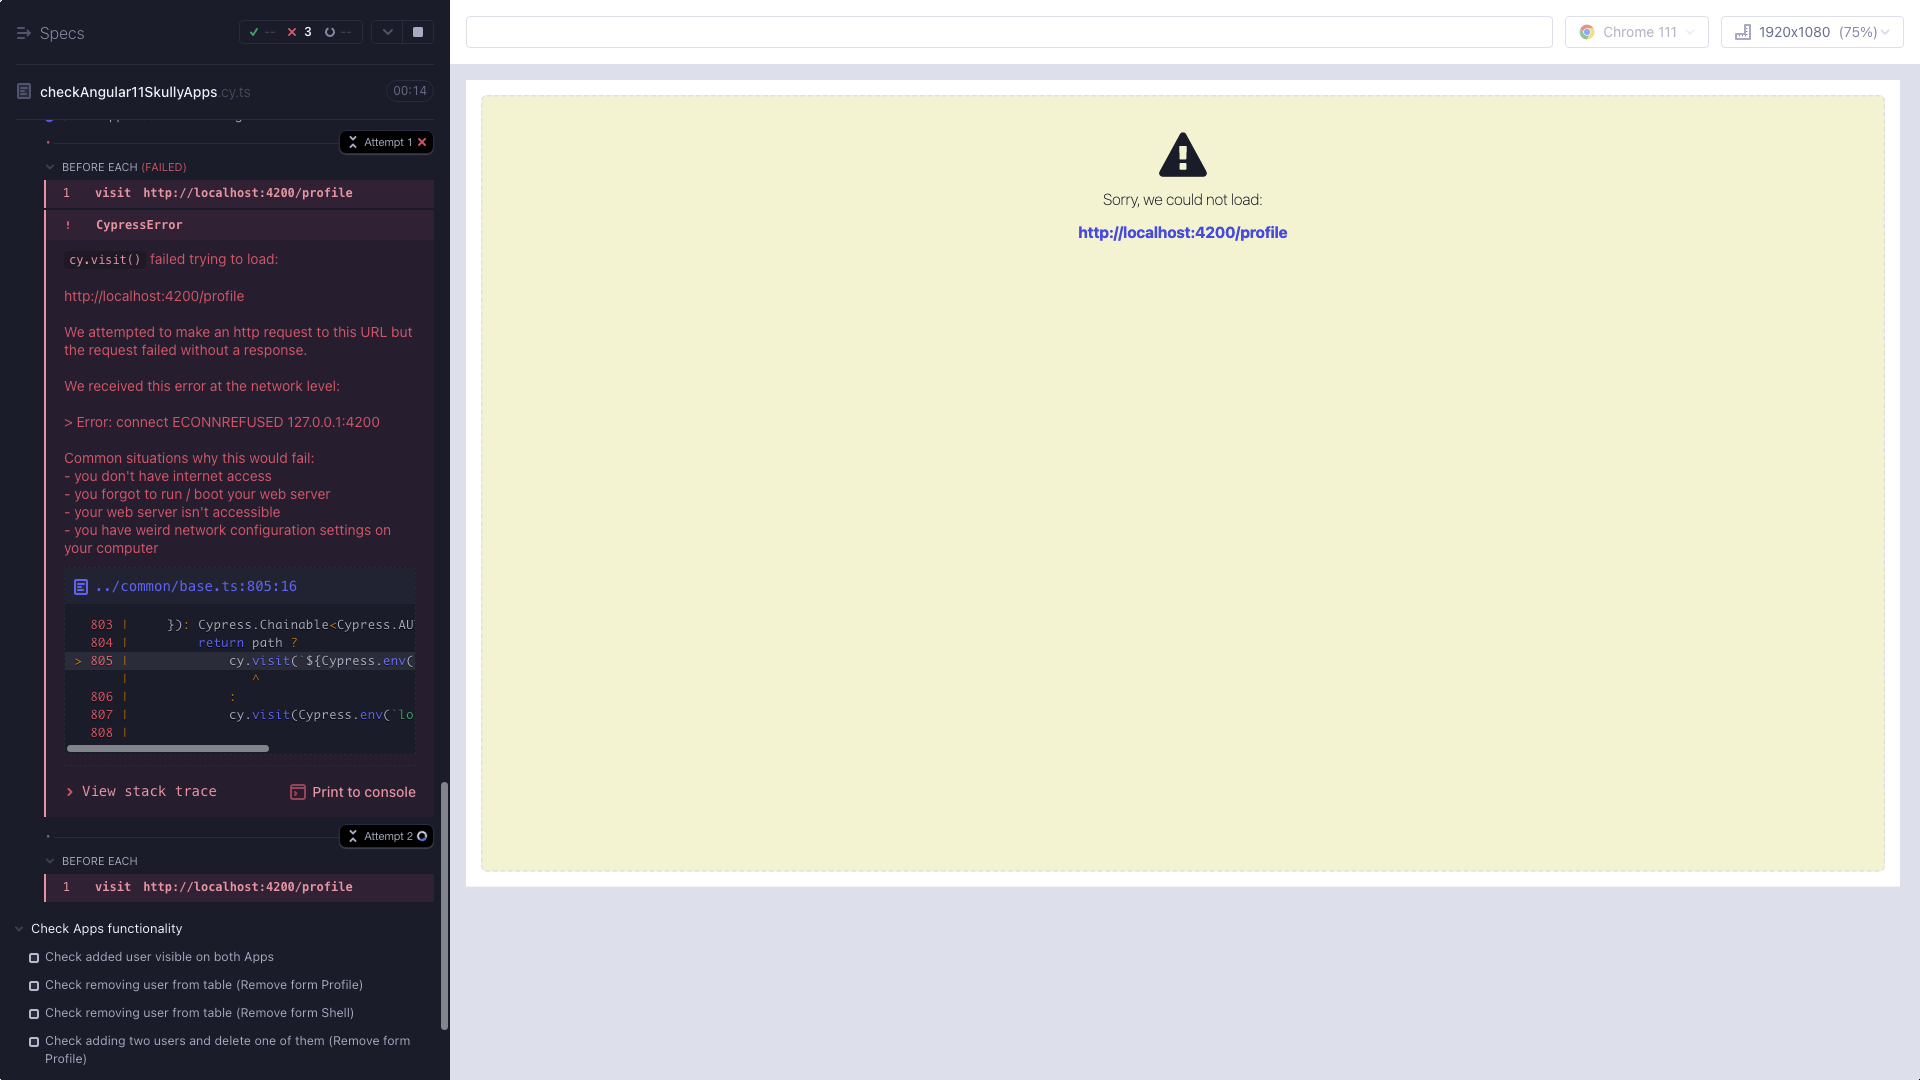 Specs
-- 3 --
checkAngular11SkullyApps.cy.ts
00:14
Attempt 1
BEFORE EACH (FAILED)
1 visit http://localhost:4200/profile
! CypressError
cy.visit() failed trying to load:
http://localhost:4200/profile
We attempted to make an http request to this URL but
the request failed without a response.
We received this error at the network level:
> Error: connect ECONNREFUSED 127.0.0.1:4200
Common situations why this would fail:
- you don't have internet access
- you forgot to run / boot your web server
- your web server isn't accessible
- you have weird network configuration settings on
your computer
../common/base.ts:805:16
803 | }): Cypress.Chainable<Cypress.AU
804 | return path ?
> 805 | cy.visit(`${Cypress.env(
| ^
806 | :
807 | cy.visit(Cypress.env(`lo
808 |
View stack trace
Print to console
Attempt 2
BEFORE EACH
1 visit http://localhost:4200/profile
Check Apps functionality
Check added user visible on both Apps
Check removing user from table (Remove form Profile)
Check removing user from table (Remove form Shell)
Check adding two users and delete one of them (Remove form
Profile)
Chrome 111
1920x1080 (75%)
Sorry, we could not load:
http://localhost:4200/profile